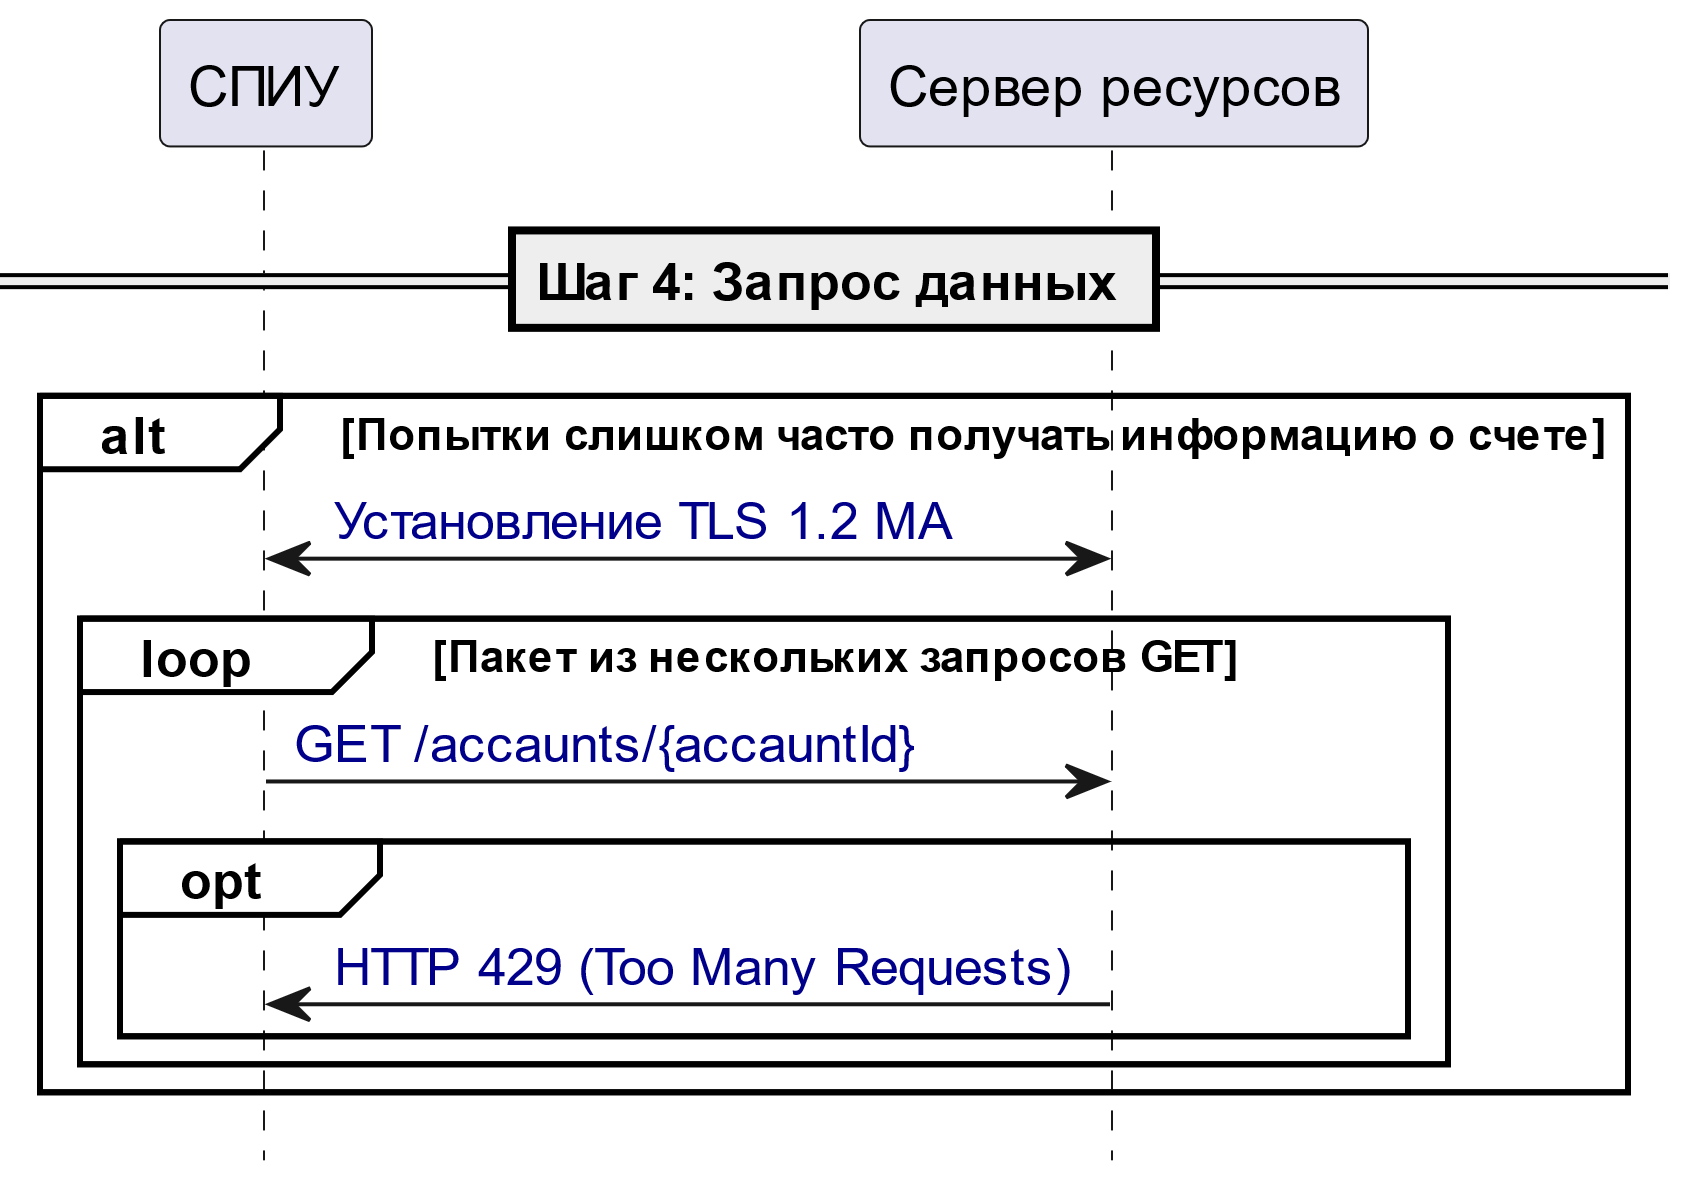 СПИУ
Сервер ресурсов
Шаг 4: Запрос данных
alt
[Попытки слишком часто получать информацию о счете]
Установление TLS 1.2 MA
loop
[Пакет из нескольких запросов GET]
GET /accaunts/{accauntId}
opt
HTTP 429 (Too Many Requests)